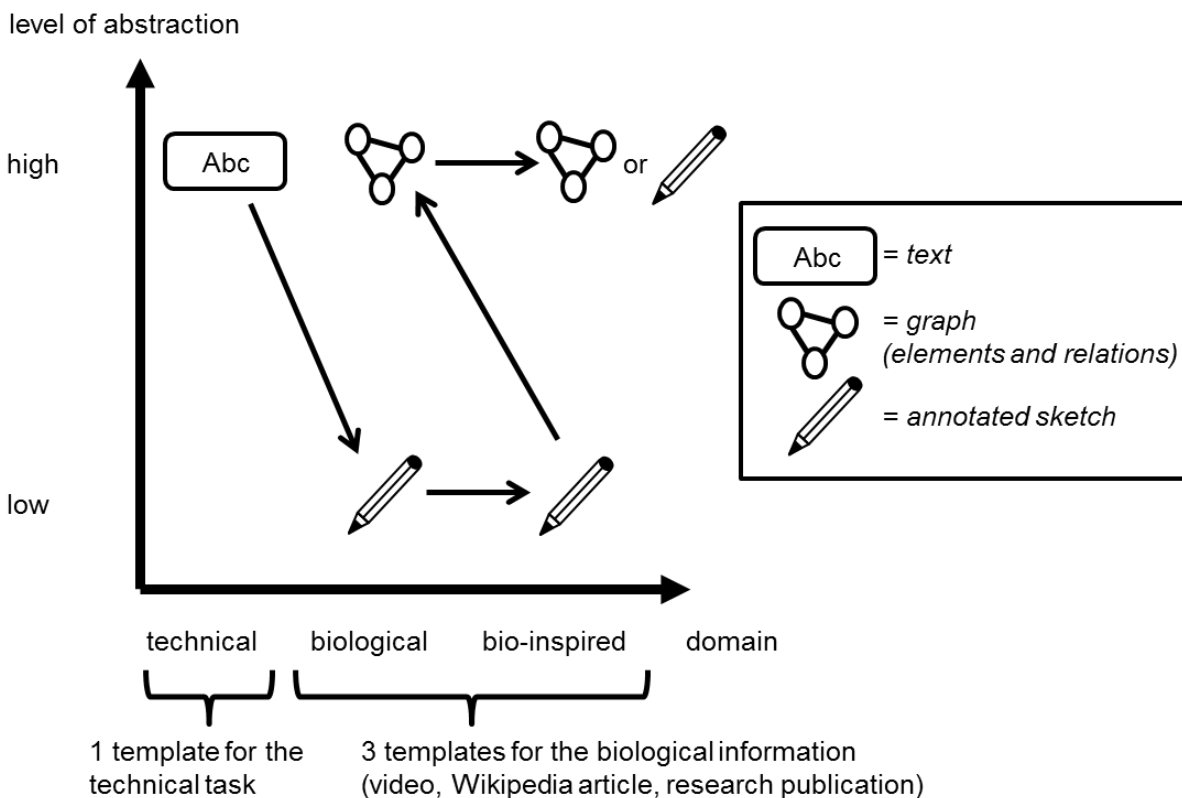 level of abstraction
high
Abc
or
Abc
= text
= graph
(elements and relations)
= annotated sketch
low
technical
biological
bio-inspired
domain
1 template for the
technical task
3 templates for the biological information
(video, Wikipedia article, research publication)